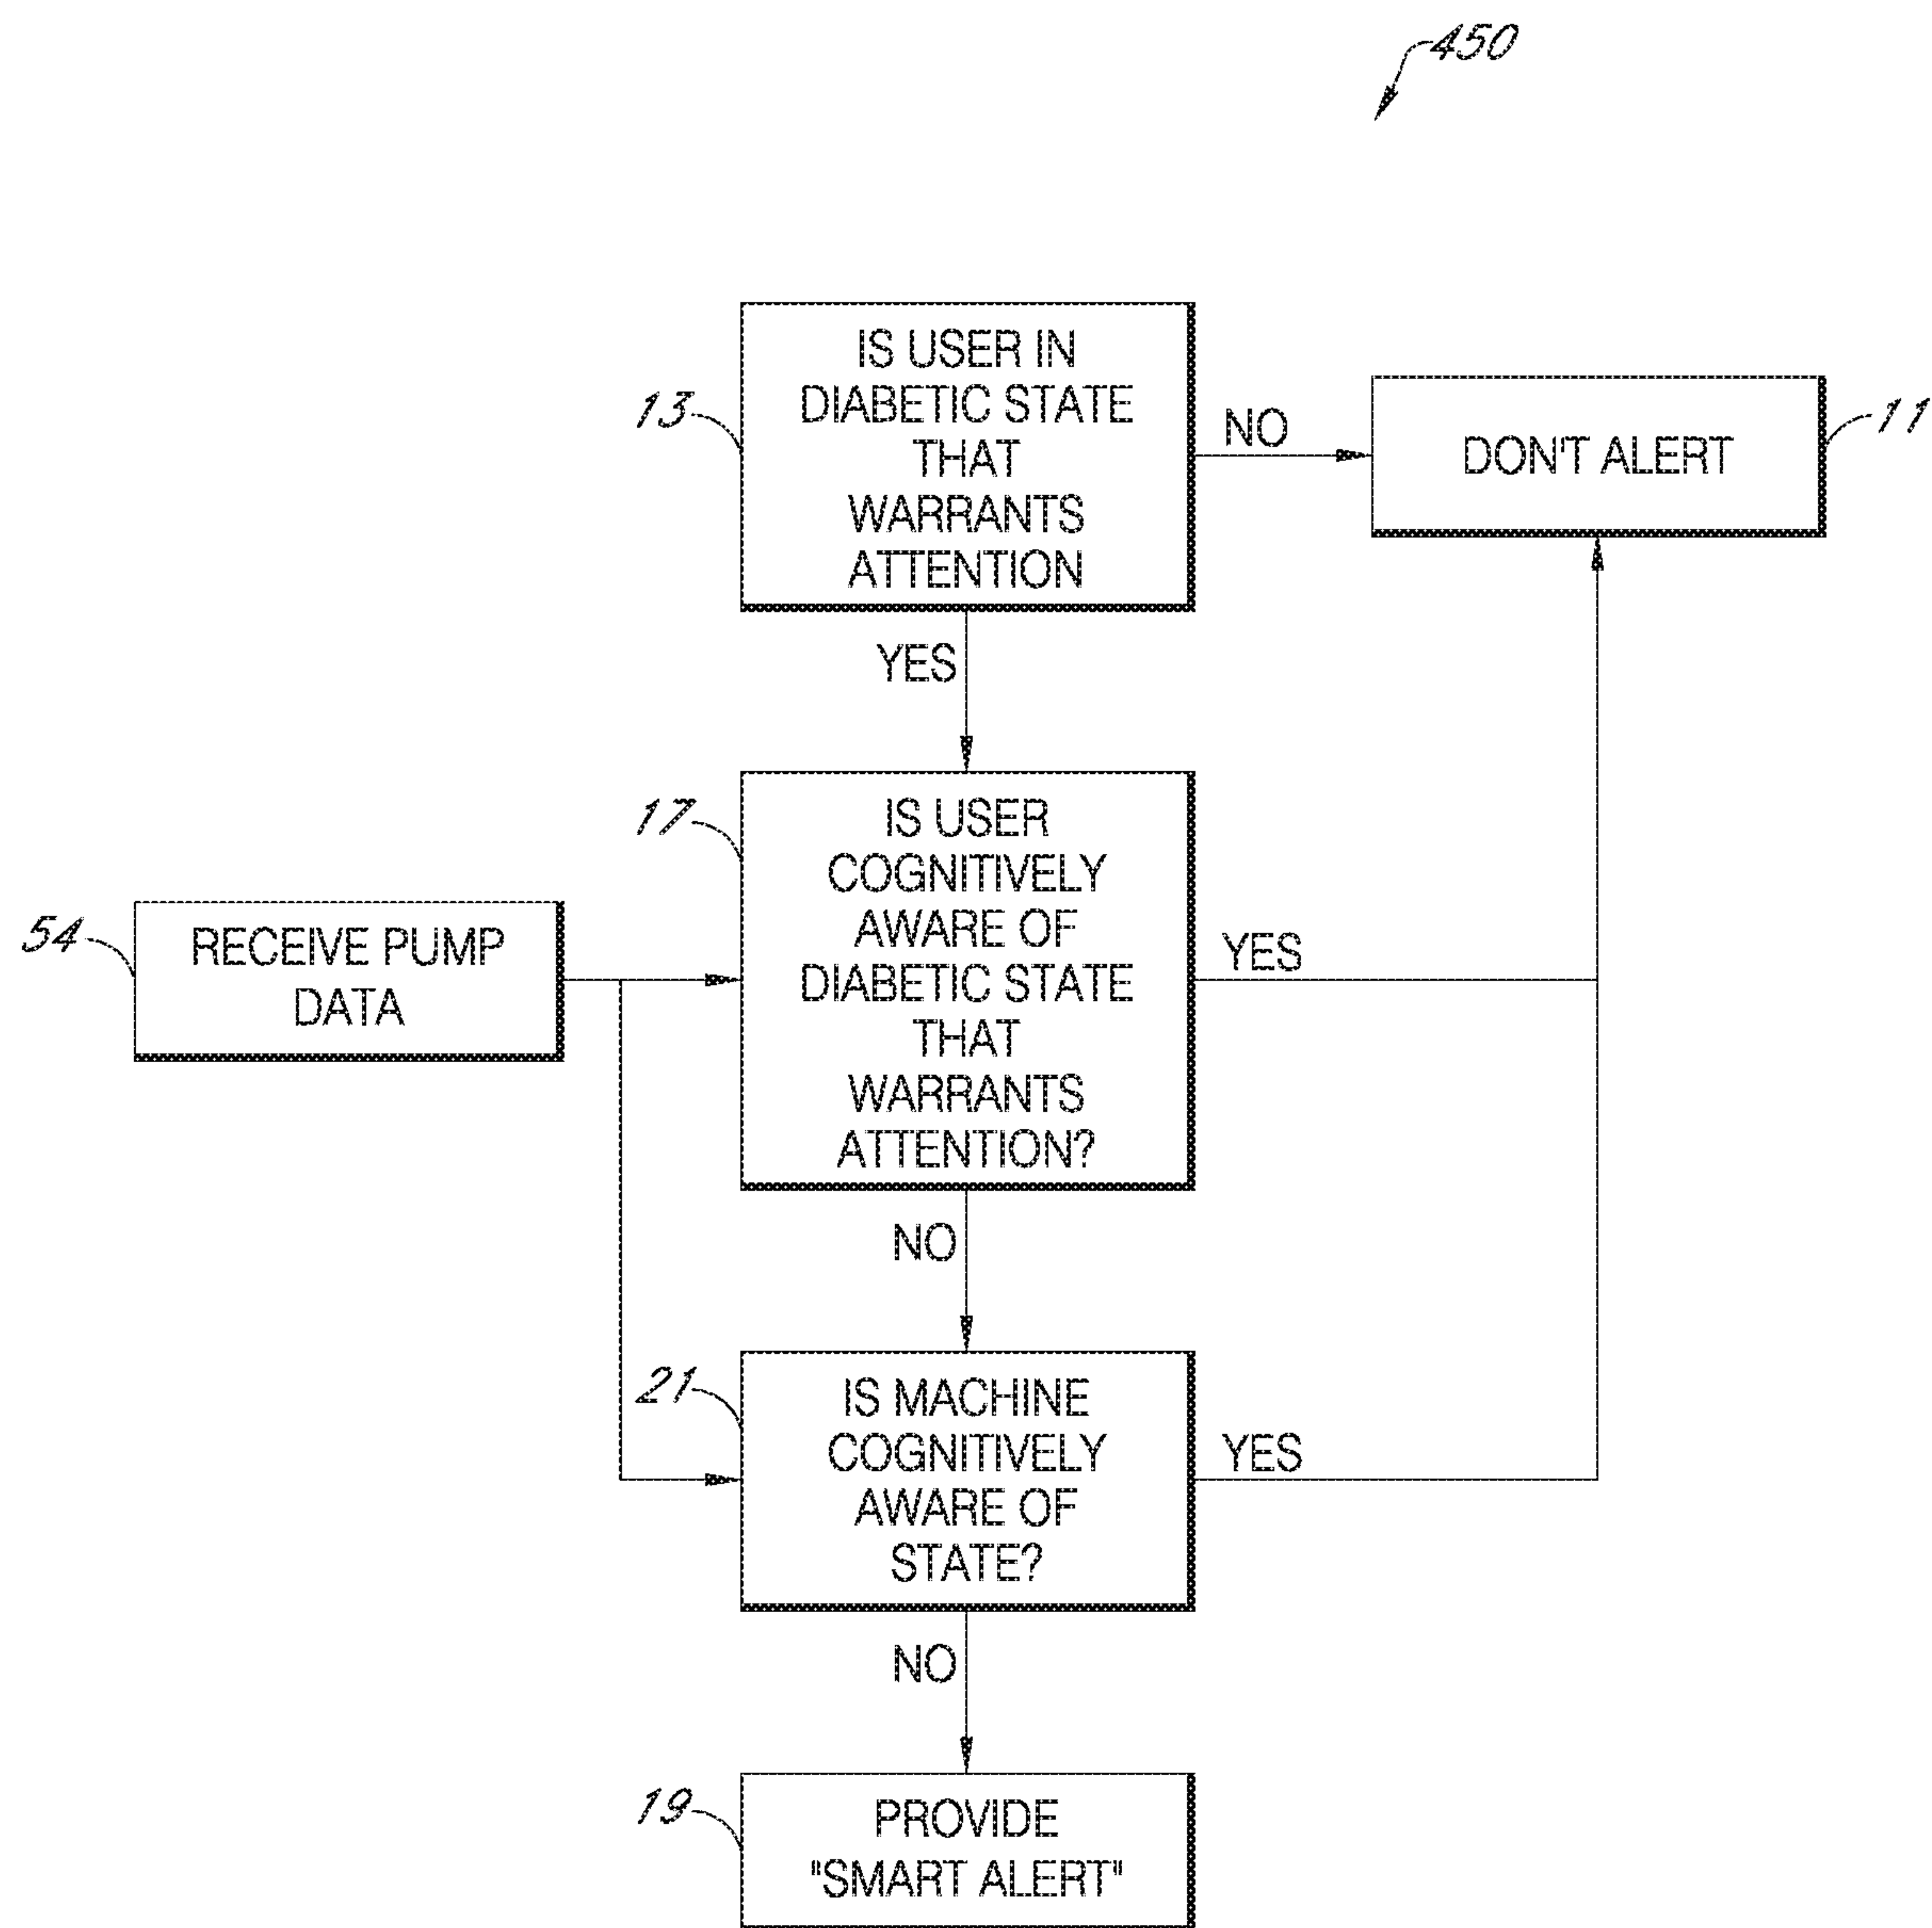 450
IS USER IN
DIABETIC STATE
THAT
WARRANTS
ATTENTION
13
NO
DON'T ALERT
11
YES
17
IS USER
COGNITIVELY
AWARE OF
DIABETIC STATE
THAT
WARRANTS
ATTENTION?
54
RECEIVE PUMP
DATA
YES
NO
21
IS MACHINE
COGNITIVELY
AWARE OF
STATE?
YES
NO
19
PROVIDE
"SMART ALERT"